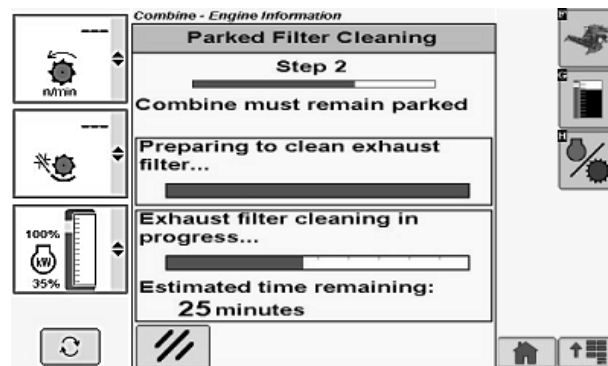 Combine - Engine Information
Parked Filter Cleaning
Step 2
Combine must remain parked
Preparing to clean exhaust
filter...
Exhaust filter cleaning in
progress...
Estimated time remaining:
25 minutes
---
n/min
---
100%
kW
35%
F
G
H